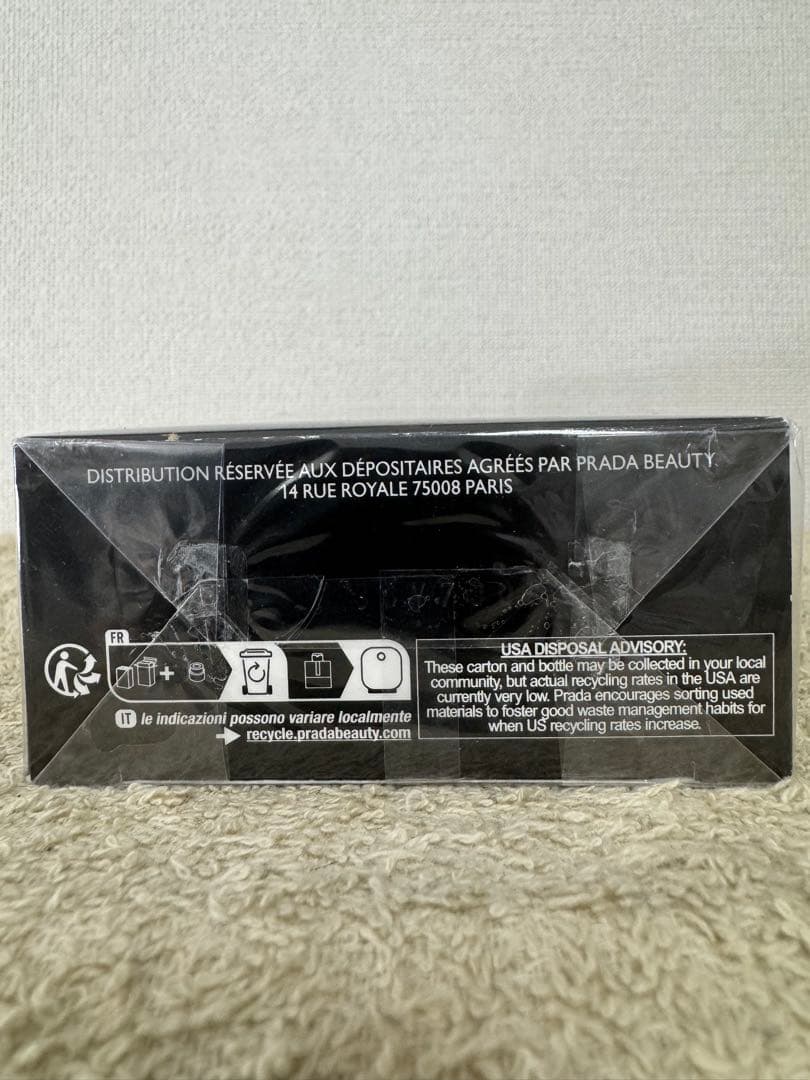 DISTRIBUTION RÉSERVÉE AUX DÉPOSITAIRES AGRÉÉS PAR PRADA BEAUTY
14 RUE ROYALE 75008 PARIS
FR
IT le indicazioni possono variare localmente
recycle.pradabeauty.com
USA DISPOSAL ADVISORY:
These carton and bottle may be collected in your local
community, but actual recycling rates in the USA are
currently very low. Prada encourages sorting used
materials to foster good waste management habits for
when US recycling rates increase.